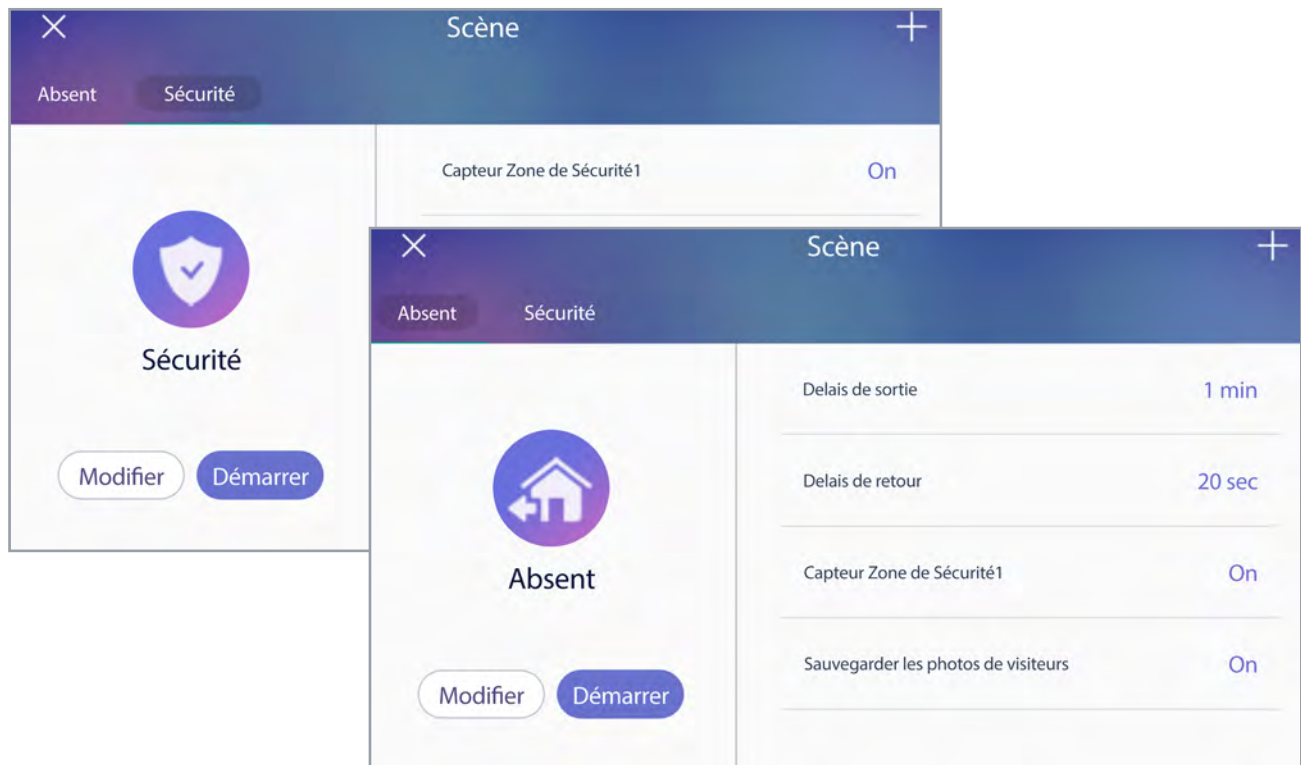 Scène
Absent Sécurité
Capteur Zone de Sécurité1 On
Sécurité
Modifier Démarrer
Scène
Absent Sécurité
Delais de sortie 1 min
Delais de retour 20 sec
Absent
Capteur Zone de Sécurité1 On
Sauvegarder les photos de visiteurs On
Modifier Démarrer